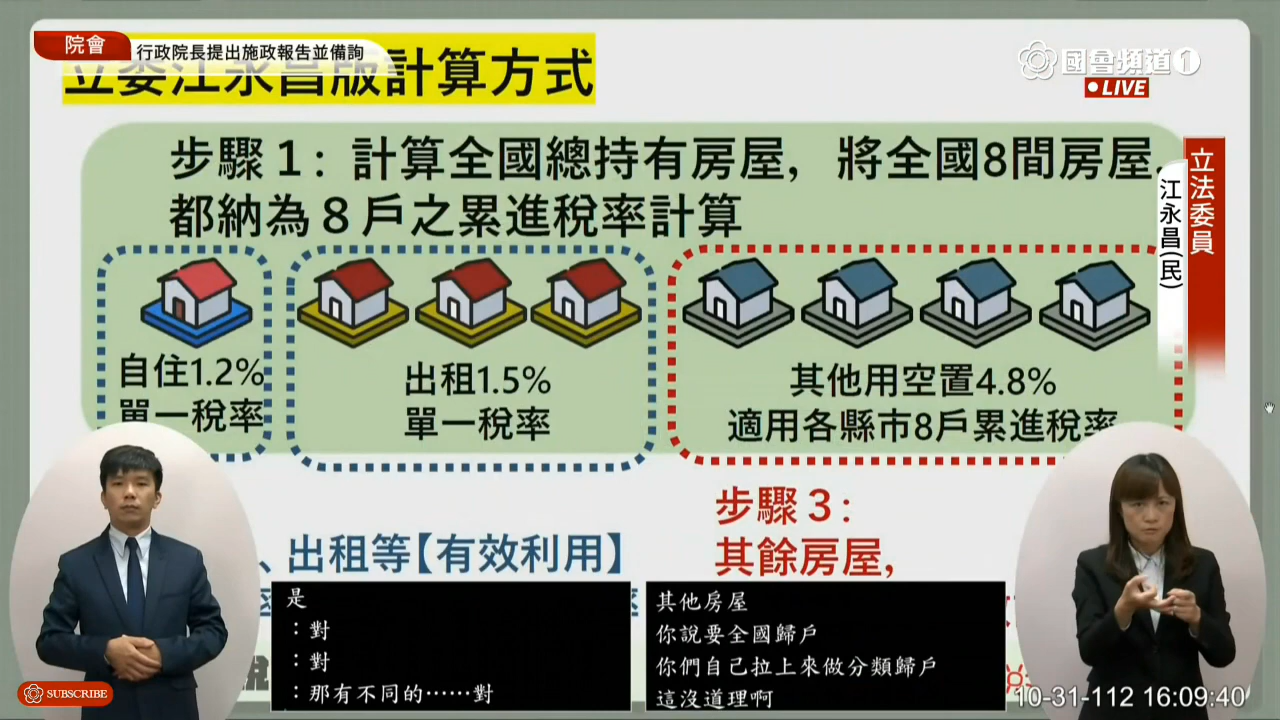 院會
行政院長提出施政報告並備詢
立委江永昌版計算方式
國會頻道1
LIVE
步驟1：計算全國總持有房屋，將全國8間房屋，
都納為8戶之累進稅率計算
立法委員
江永昌(民)
自住1.2%
單一稅率
出租1.5%
單一稅率
其他用空置4.8%
適用各縣市8戶累進稅率
、出租等【有效利用】
步驟3：
其餘房屋，
是
：對
：對
：那有不同的……對
其他房屋
你說要全國歸戶
你們自己拉上來做分類歸戶
這沒道理啊
SUBSCRIBE
10-31-112 16:09:40